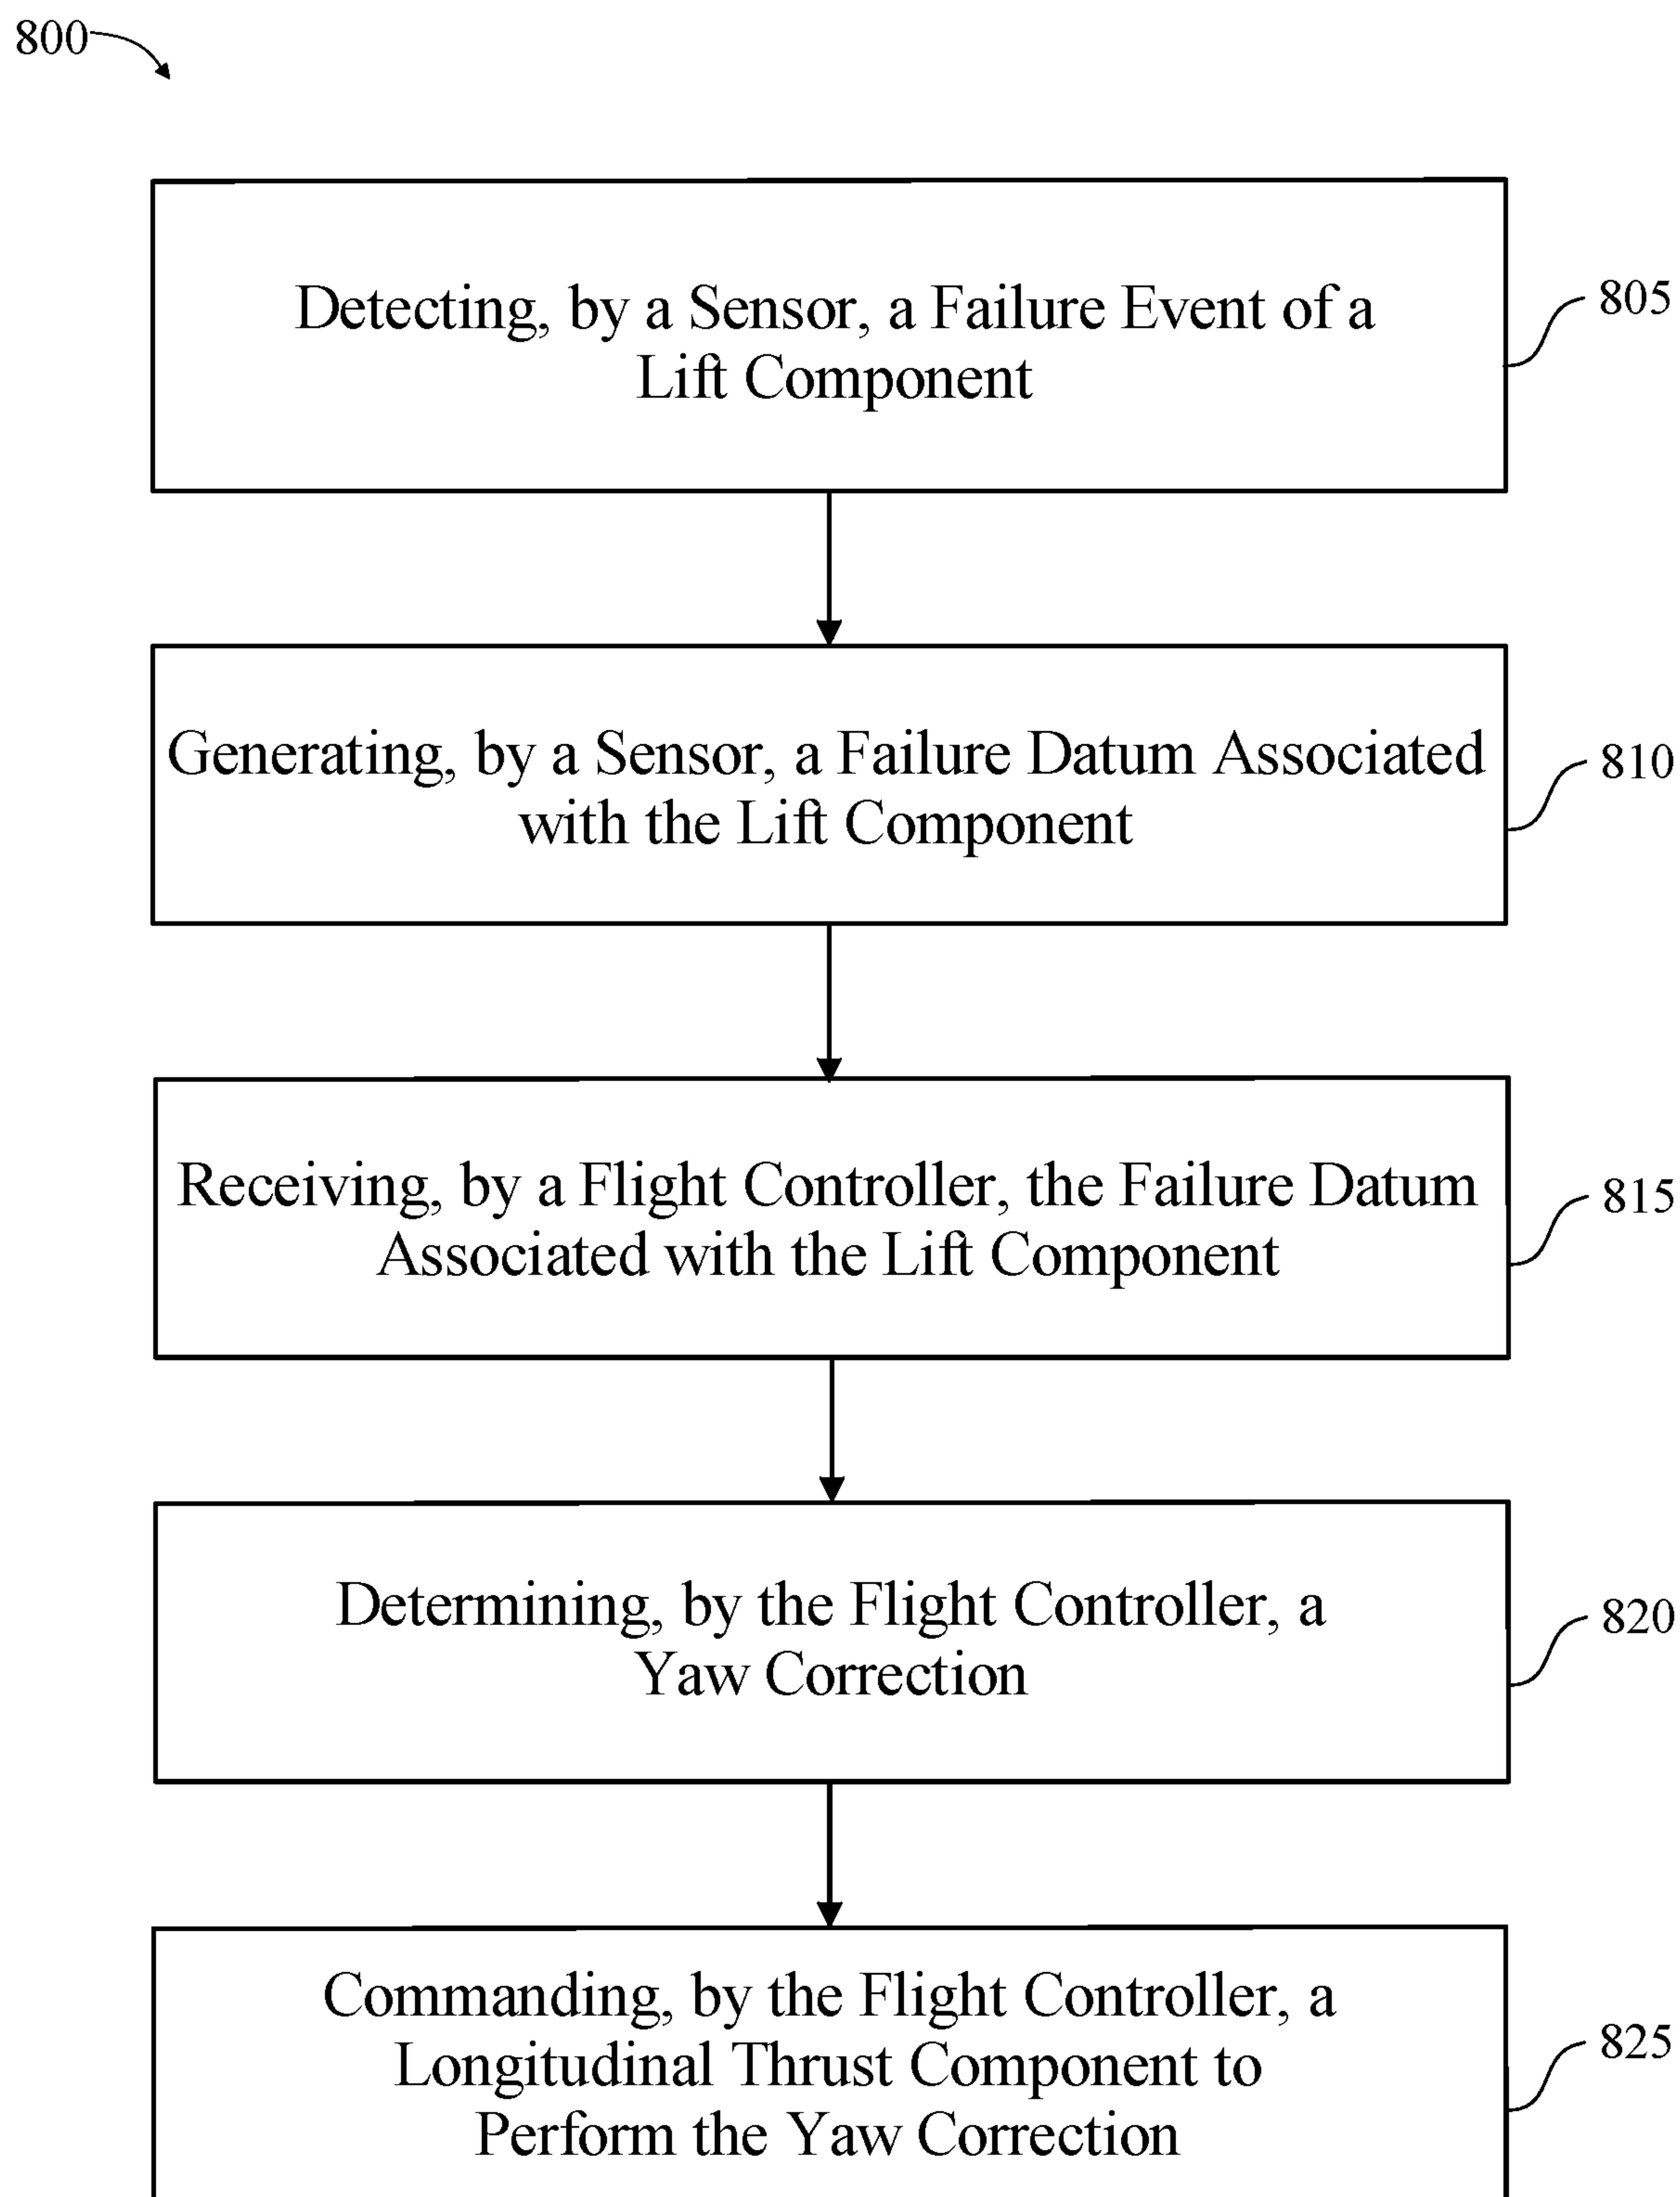 800
Detecting, by a Sensor, a Failure Event of a
Lift Component
805
Generating, by a Sensor, a Failure Datum Associated
with the Lift Component
810
Receiving, by a Flight Controller, the Failure Datum
Associated with the Lift Component
815
Determining, by the Flight Controller, a
Yaw Correction
820
Commanding, by the Flight Controller, a
Longitudinal Thrust Component to
Perform the Yaw Correction
825